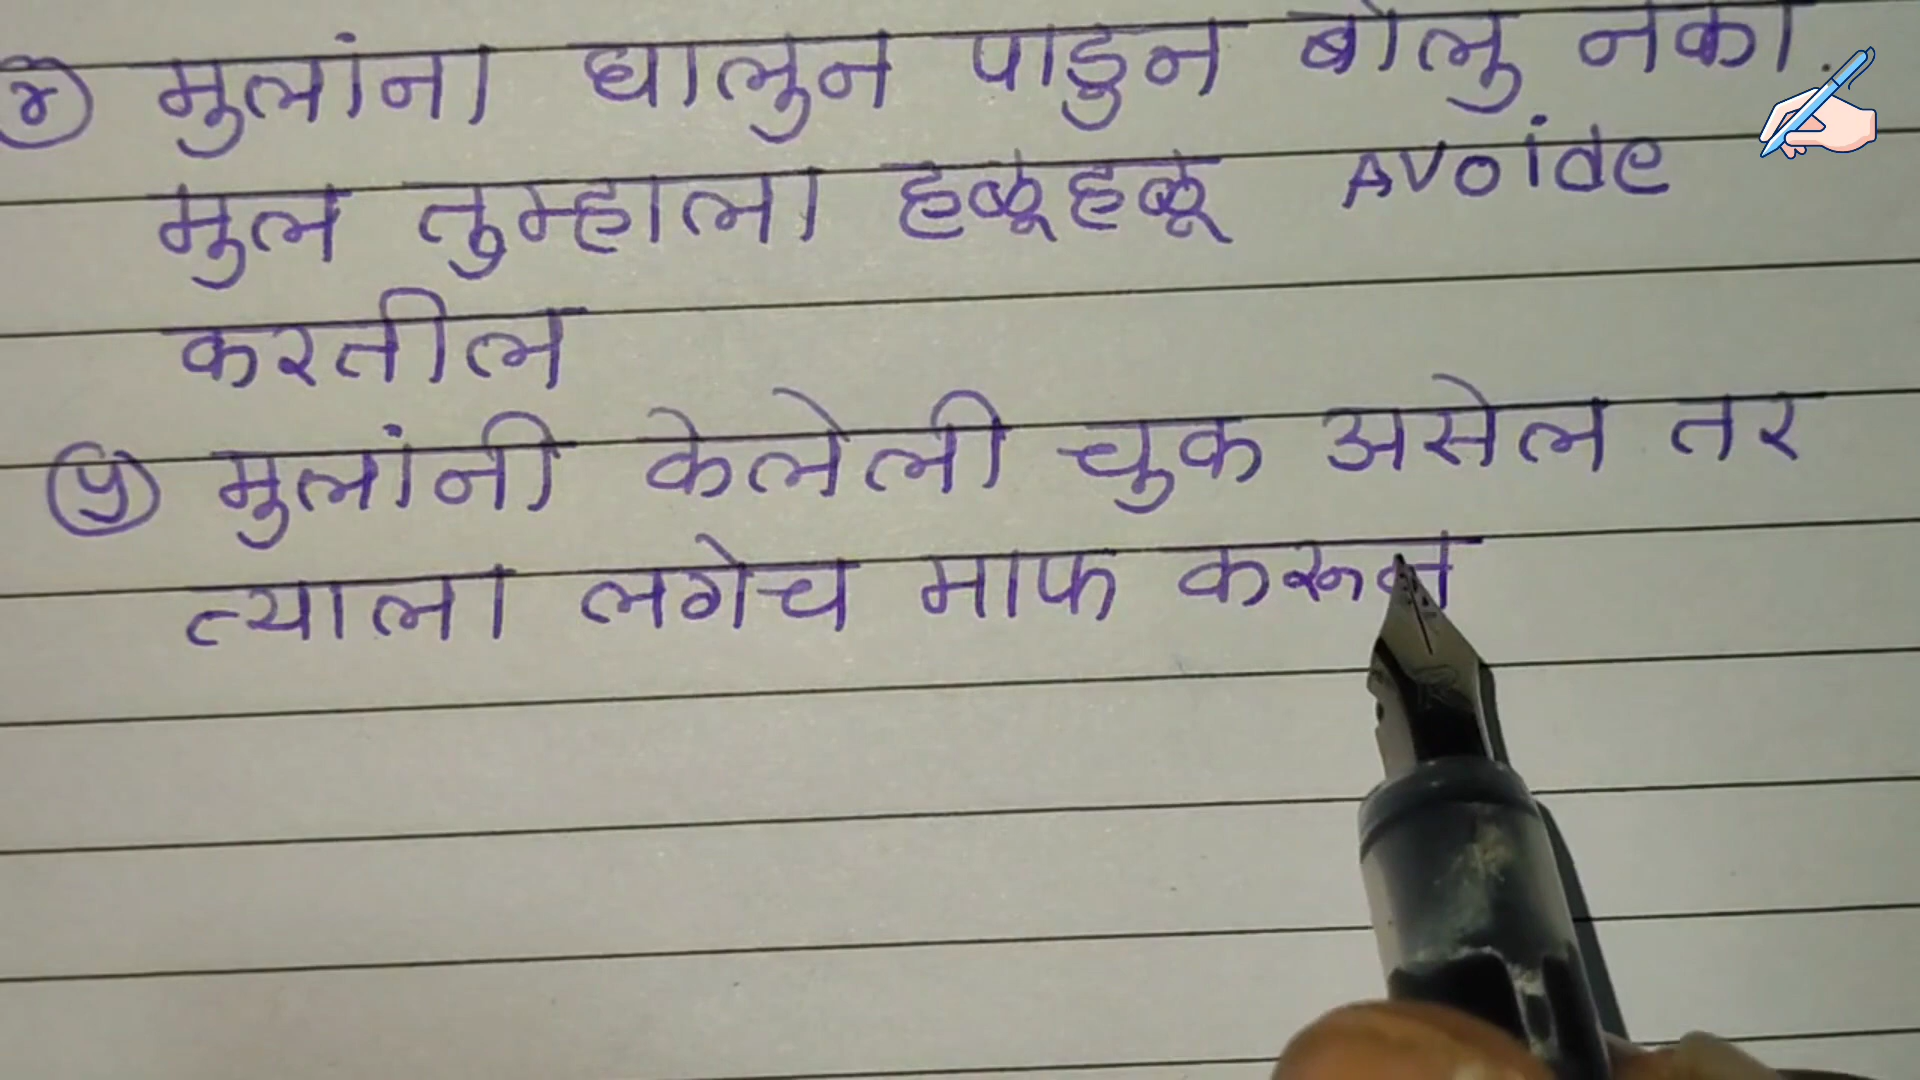 ४ मुलांना घालुन पाडुन बोलु नका.
मुल तुम्हाला हळूहळू Avoide
करतील
५ मुलांनी केलेली चुक असेल तर
त्याला लगेच माफ करून